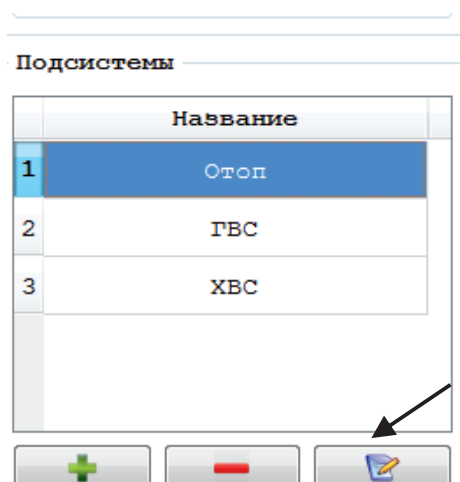 Подсистемы
Название
1 Отоп
2 ГВС
3 ХВС